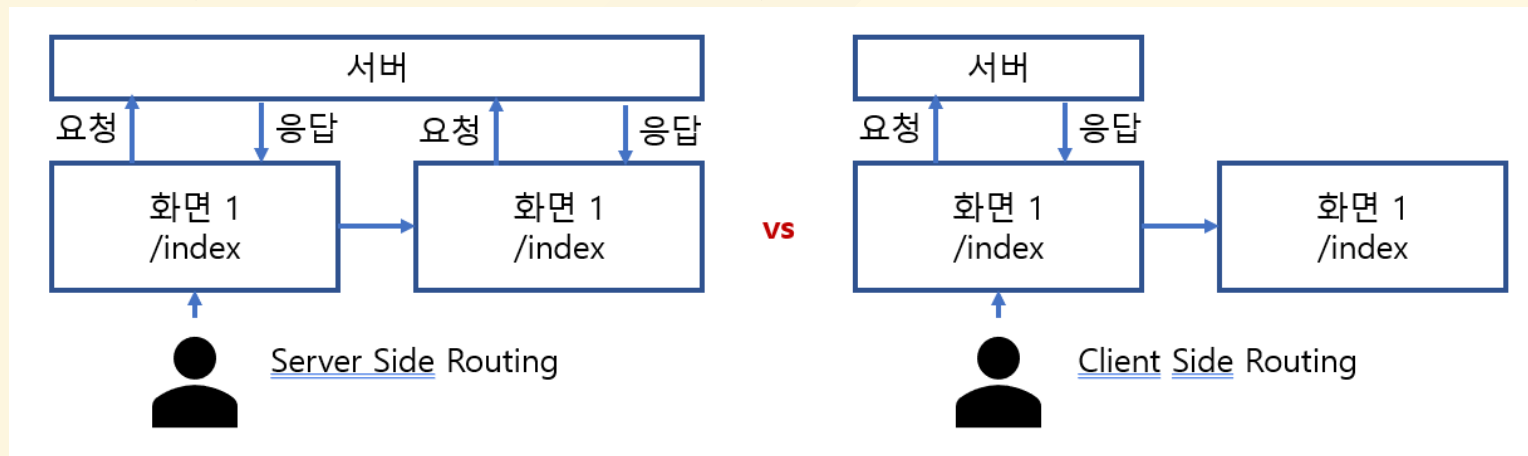 서버
요청
응답
요청
응답
화면 1
/index
화면 1
/index
Server Side Routing
vs
서버
요청
응답
화면 1
/index
화면 1
/index
Client Side Routing